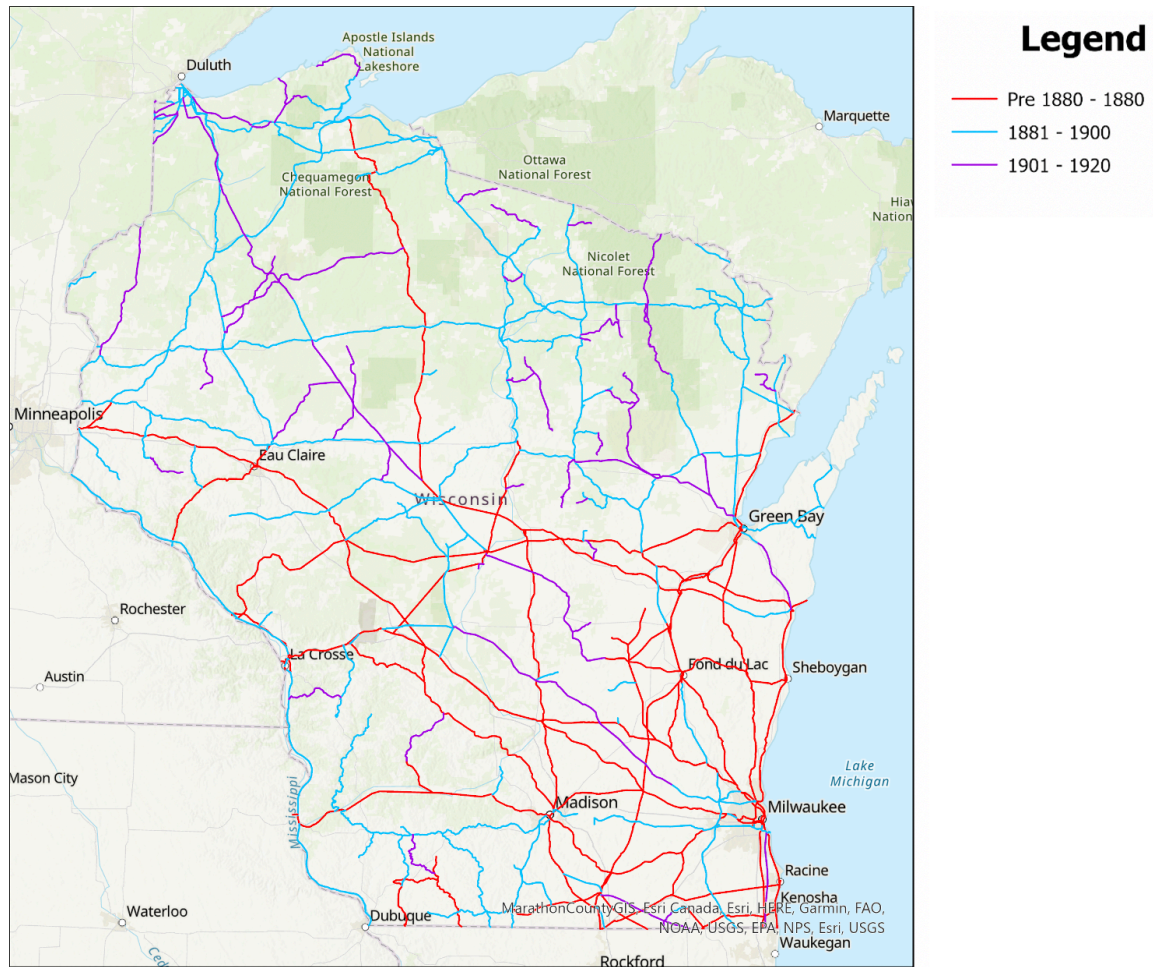 Legend
Pre 1880 - 1880
1881 - 1900
1901 - 1920
Apostle Islands
National
Lakeshore
Duluth
Marquette
Ottawa
National Forest
Chequamegon
National Forest
Hiaw
Nation
Nicolet
National Forest
Minneapolis
Eau Claire
Wisconsin
Green Bay
Rochester
La Crosse
Fond du Lac
Sheboygan
Austin
Lake
Michigan
Mason City
Mississippi
Madison
Milwaukee
Racine
Kenosha
MarathonCountyGIS, Esri Canada, Esri, HERE, Garmin, FAO,
NOAA, USGS, EPA, NPS, Esri, USGS
Waterloo
Dubuque
Waukegan
Ced
Rockford